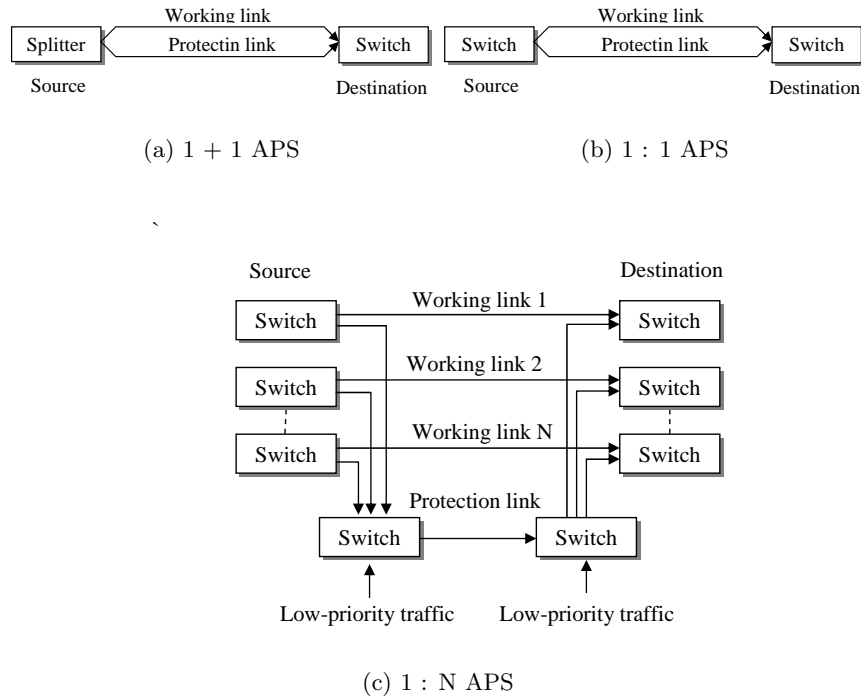 Working link
Splitter
Protectin link
Switch
Source
Destination
(a) 1 + 1 APS
Working link
Switch
Protectin link
Switch
Source
Destination
(b) 1 : 1 APS
`
Source
Destination
Switch
Working link 1
Switch
Switch
Working link 2
Switch
Switch
Working link N
Switch
Protection link
Switch
Switch
Low-priority traffic
Low-priority traffic
(c) 1 : N APS